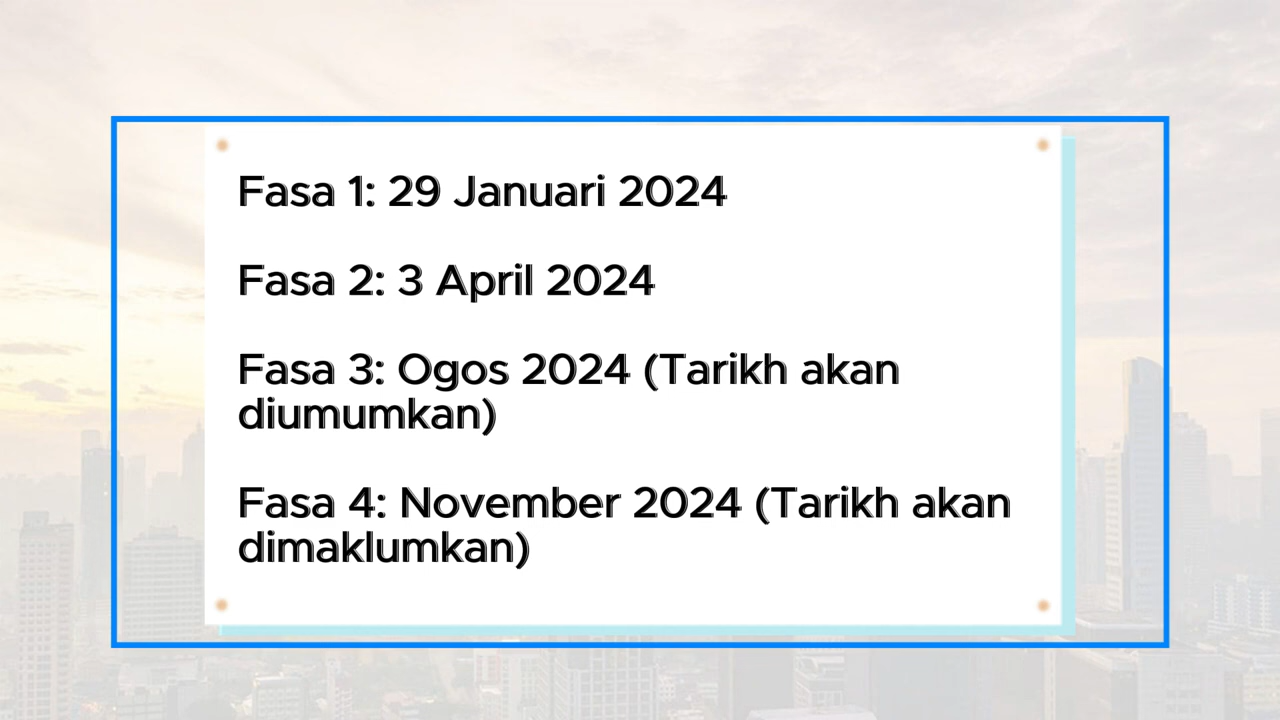 Fasa 1: 29 Januari 2024
Fasa 2: 3 April 2024
Fasa 3: Ogos 2024 (Tarikh akan
diumumkan)
Fasa 4: November 2024 (Tarikh akan
dimaklumkan)